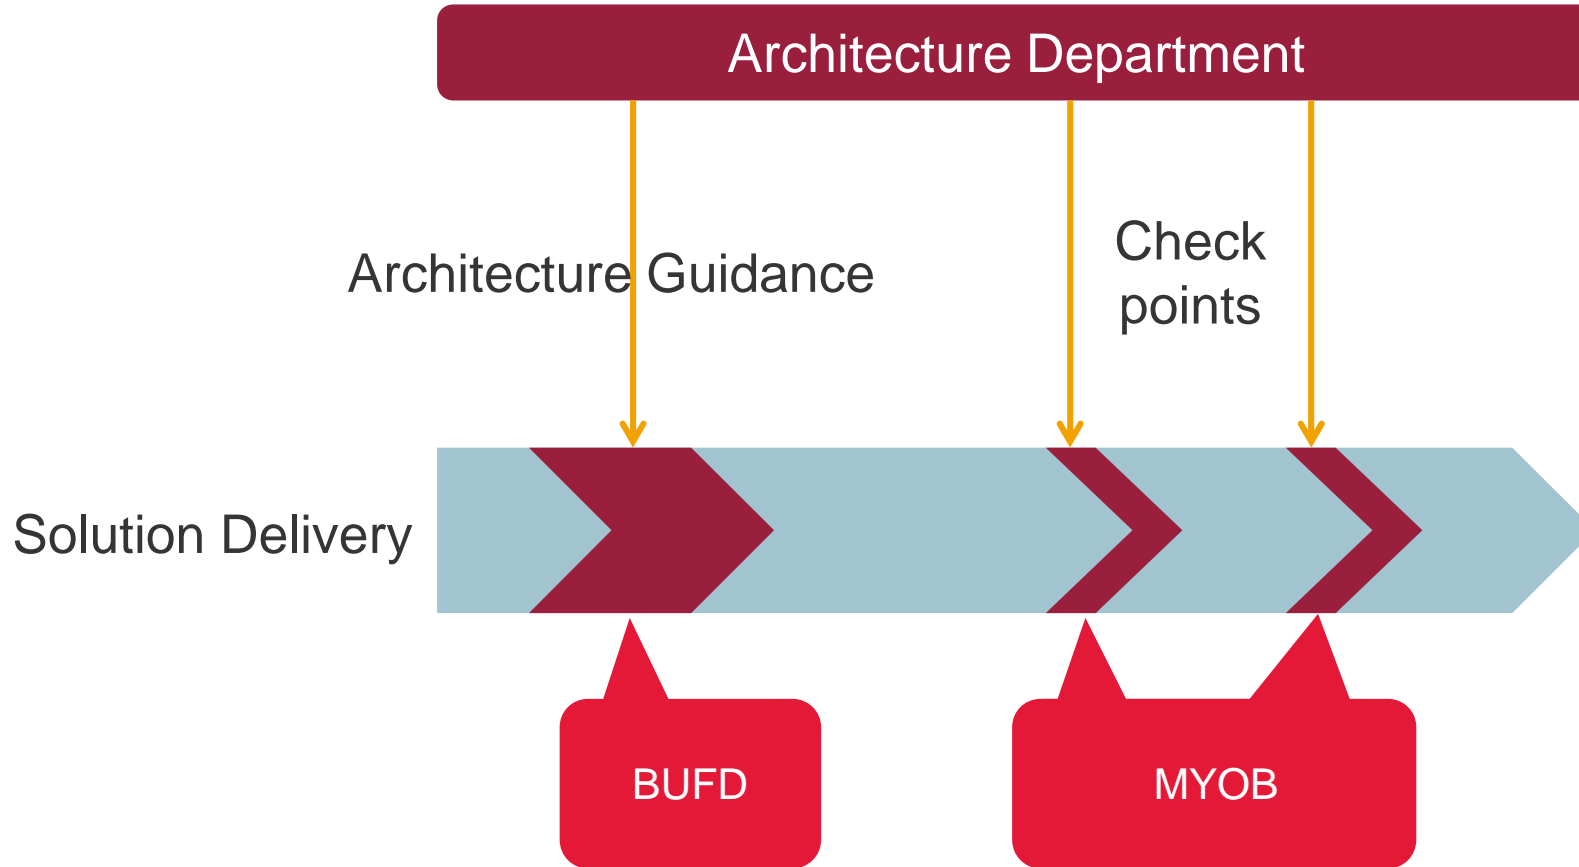 Architecture Department
Architecture Guidance
Check
points
Solution Delivery
BUFD
MYOB